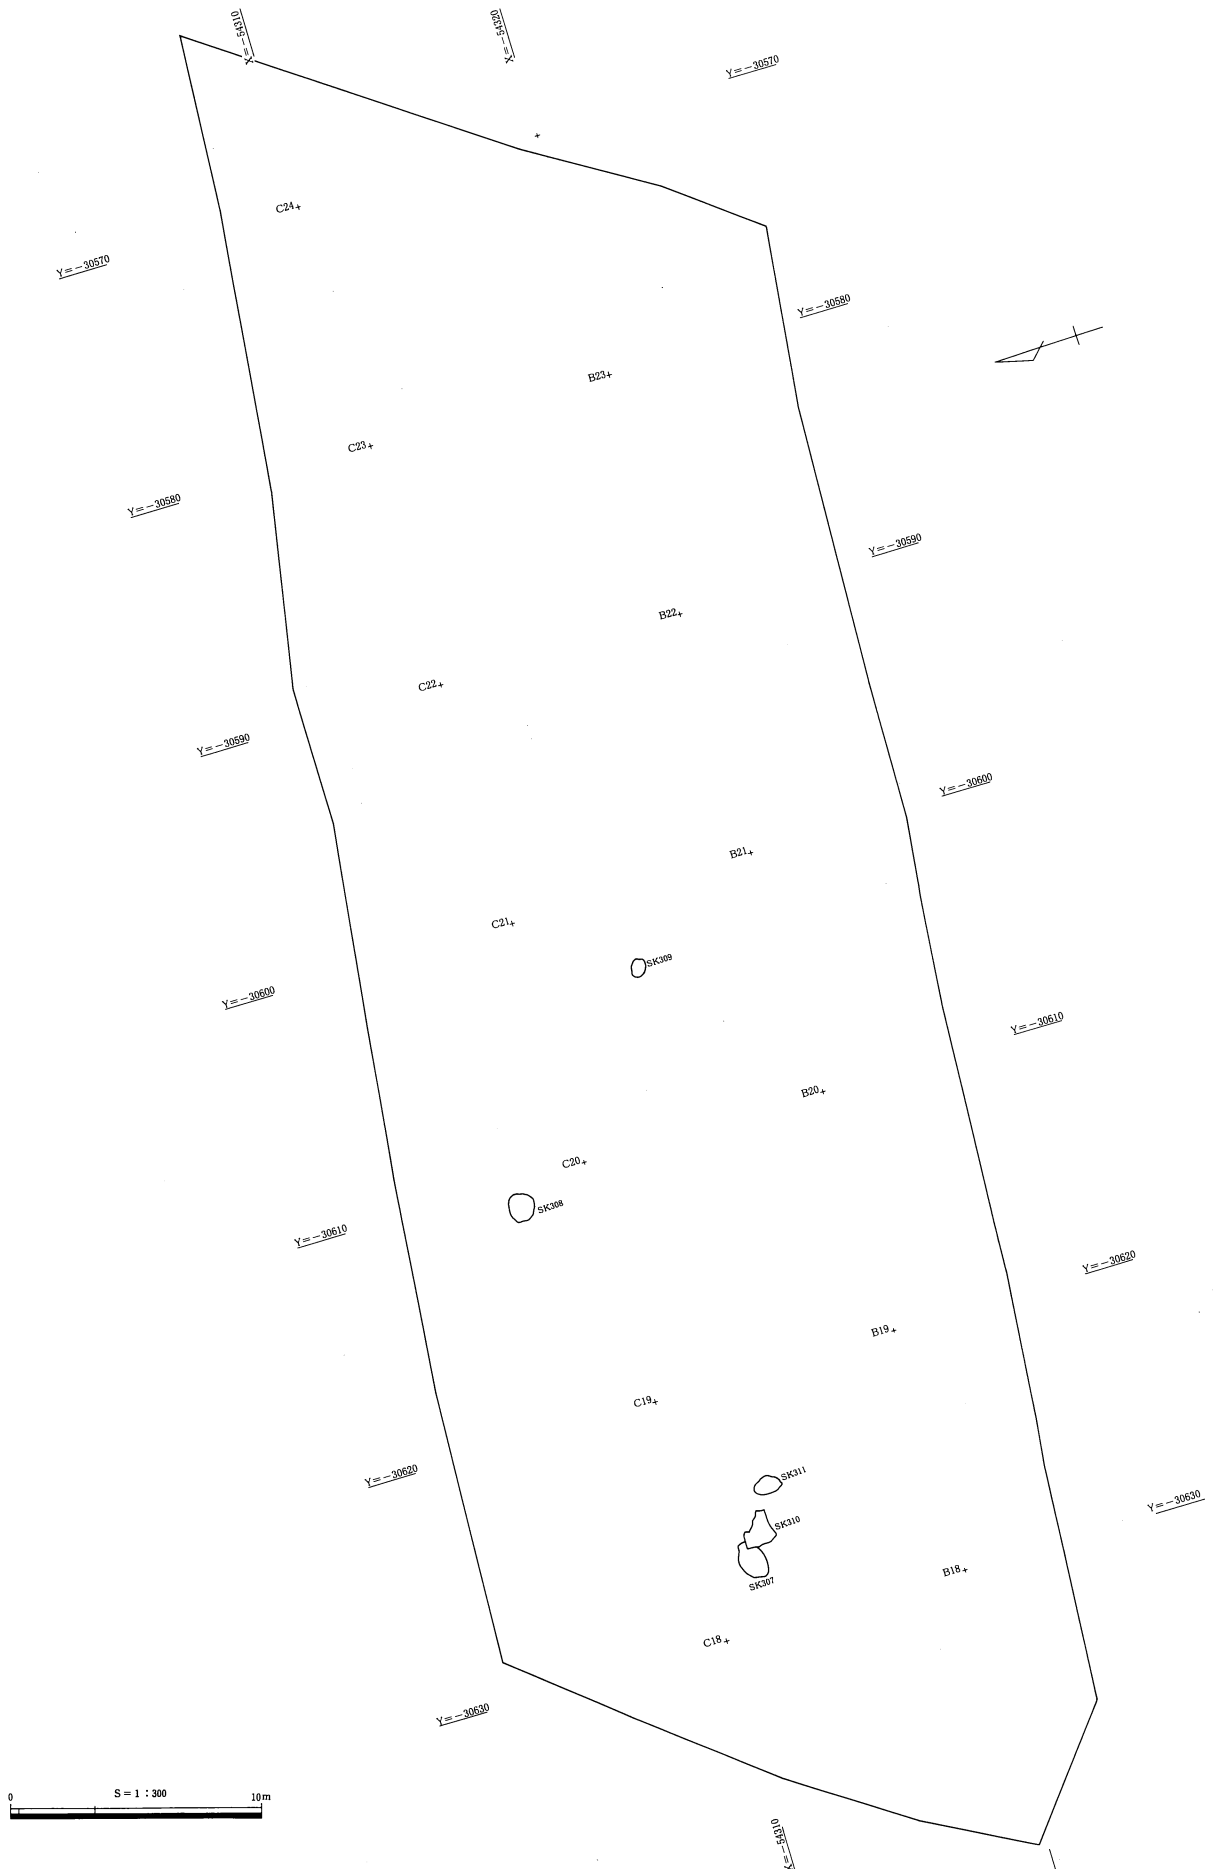 X=-54310
X=-54320
Y=-30570
C24
Y=-30570
Y=-30580
B23
C23
Y=-30580
Y=-30590
B22
C22
Y=-30590
Y=-30600
B21
C21
SK309
Y=-30600
Y=-30610
B20
C20
SK308
Y=-30610
Y=-30620
B19
C19
Y=-30620
SK311
Y=-30630
SK310
B18
SK307
C18
Y=-30630
S=1:300
0 10m
X=-54310